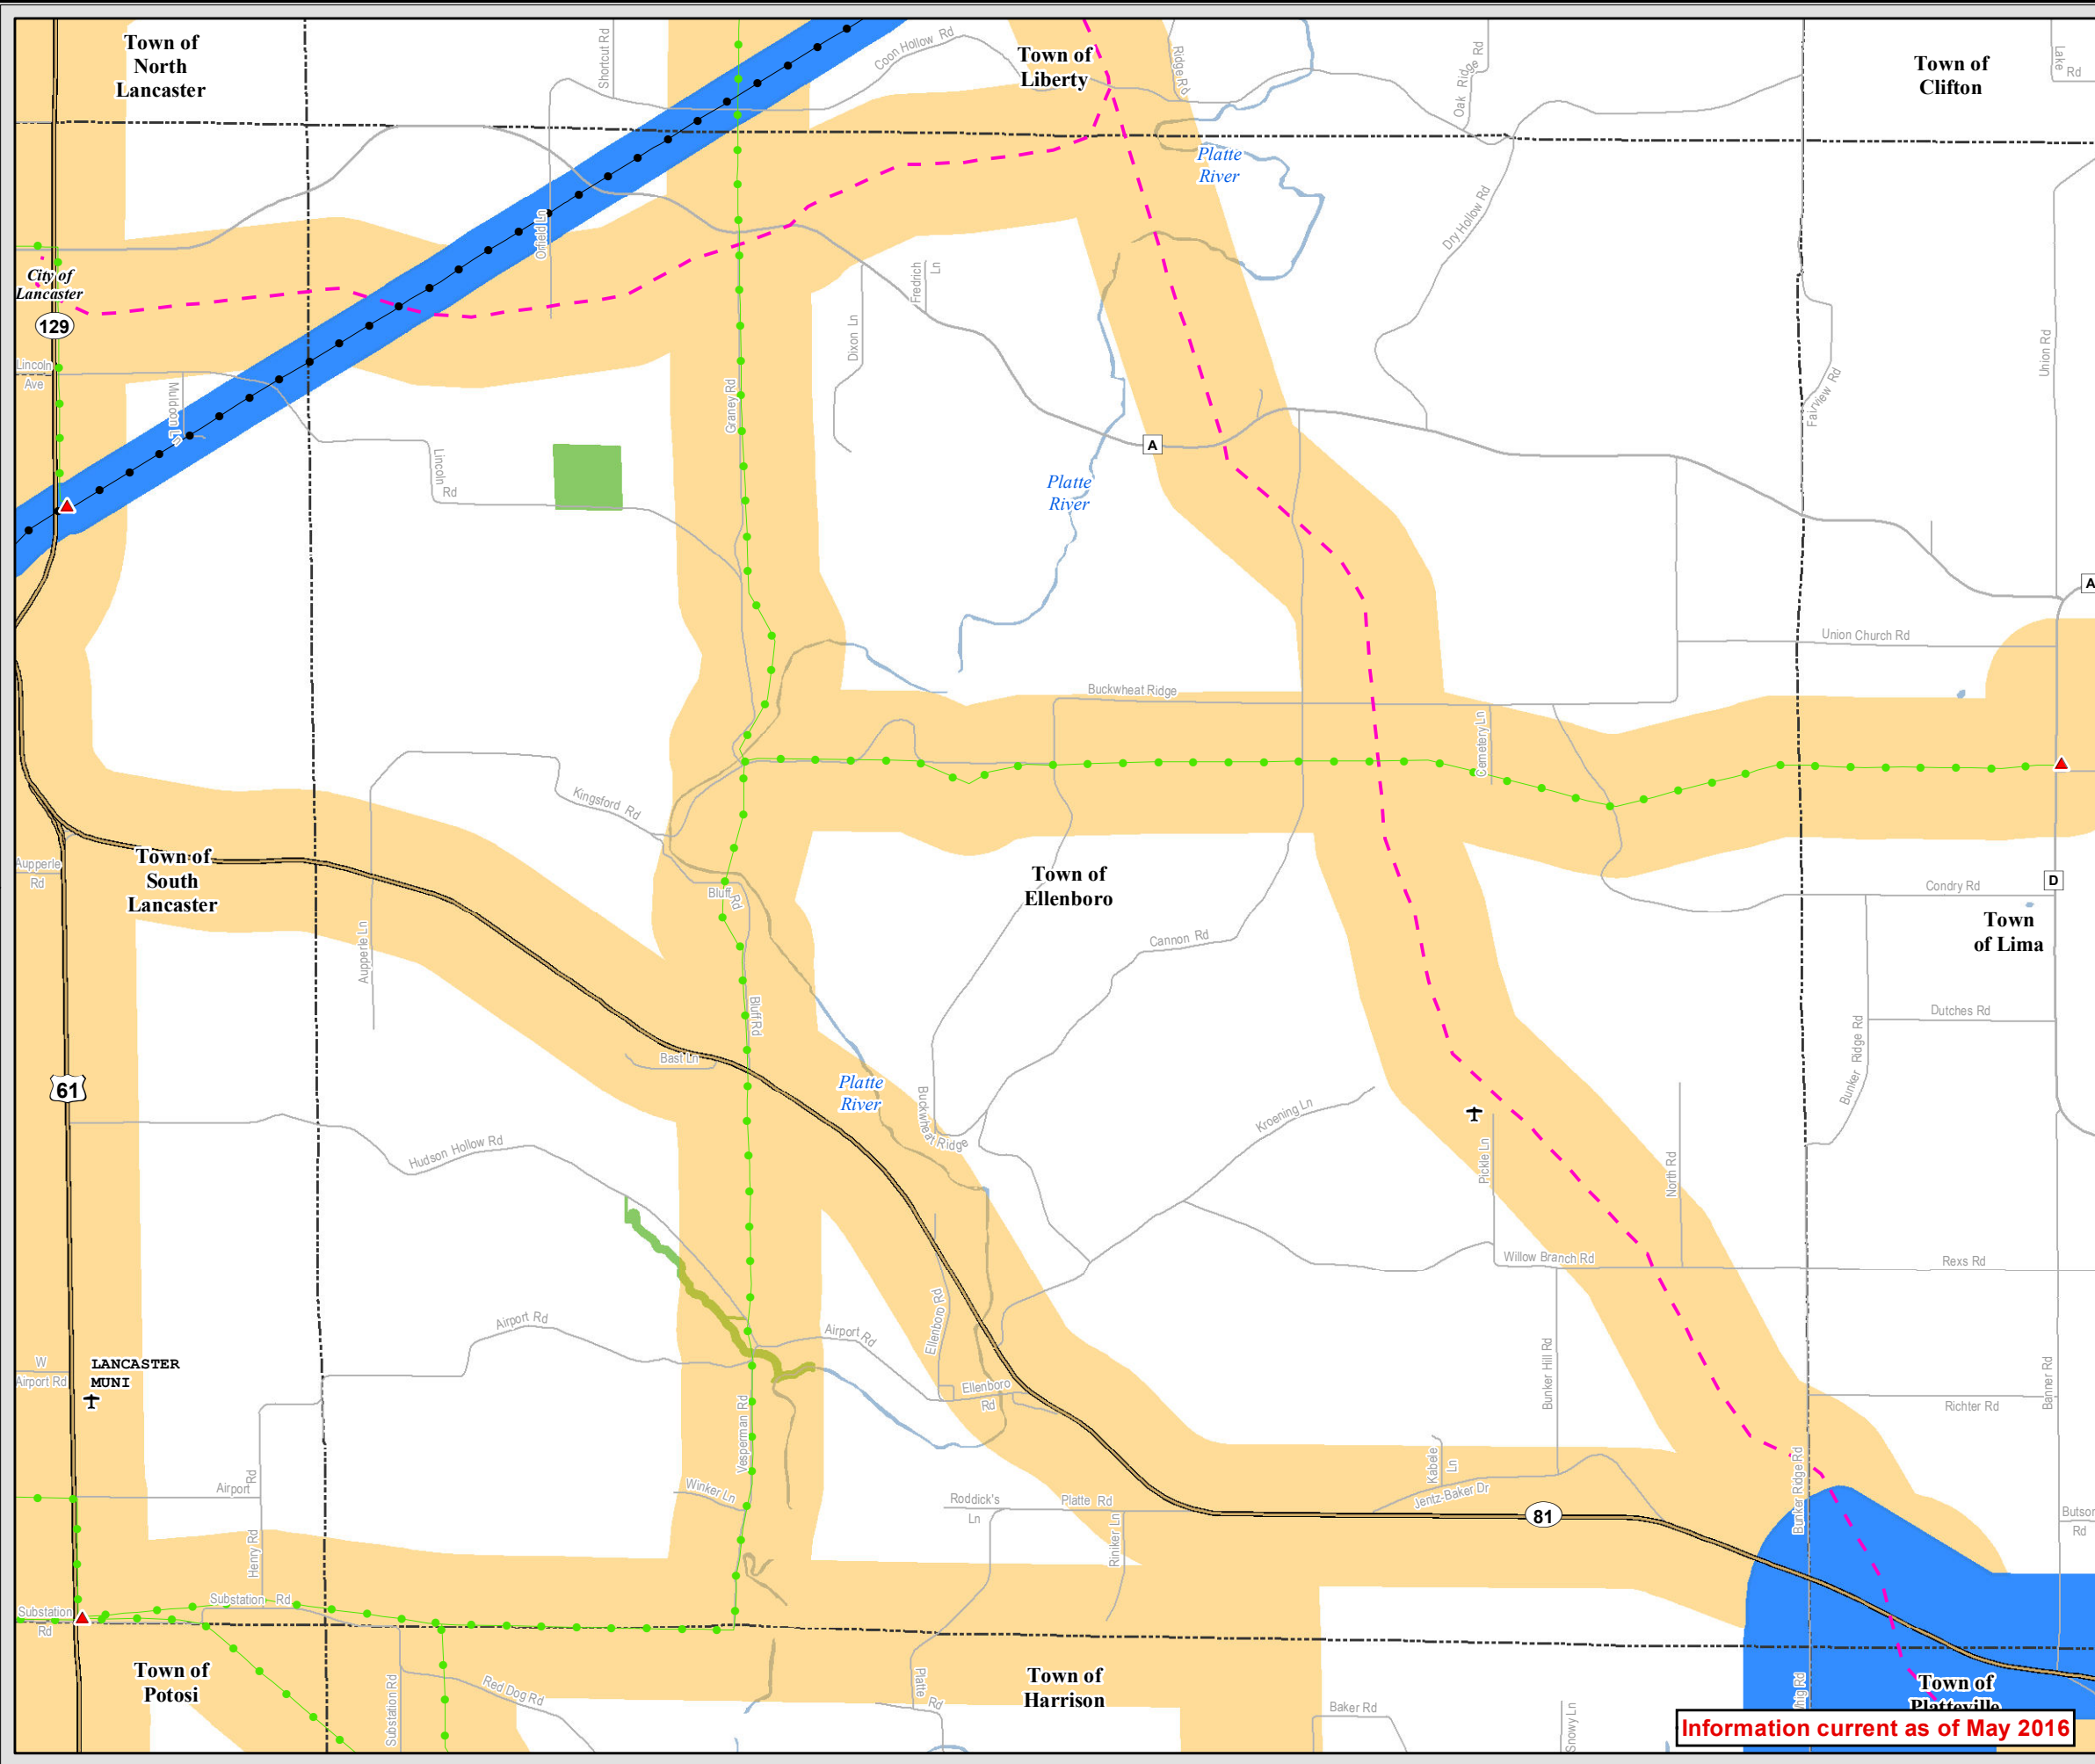 Town of
North
Lancaster
Shortcut Rd
Coon Hollow Rd
Town of
Liberty
Ridge Rd
Oak Ridge Rd
Town of
Clifton
Lake
Rd
Platte
River
Dry Hollow Rd
Orfield Ln
City of
Lancaster
129
Fredrich
Ln
Dixon Ln
Lincoln
Ave
Muldoon Ln
Graney Rd
Union Rd
Fairview Rd
A
Lincoln
Rd
Platte
River
A
Union Church Rd
Buckwheat Ridge
Cemetery Ln
Kingsford Rd
Aupperle
Rd
Town of
South
Lancaster
Bluff Rd
Town of
Ellenboro
D
Condry Rd
Town
of Lima
Aupperle Ln
Cannon Rd
Bluff Rd
Dutches Rd
Bunker Ridge Rd
Bast Ln
61
Platte
River
Buckwheat Ridge
Kroening Ln
Hudson Hollow Rd
Pickle Ln
North Rd
Willow Branch Rd
Rexs Rd
Airport Rd
Airport Rd
Ellenboro Rd
W
Airport Rd
LANCASTER
MUNI
Bunker Hill Rd
Banner Rd
Ellenboro
Rd
Richter Rd
Vesperman Rd
Kabele
Ln
Bunker Ridge Rd
Airport
Rd
Winker Ln
Roddick's
Ln
Platte Rd
Jentz-Baker Dr
81
Butson
Rd
Henry Rd
Riniker Ln
Substation
Rd
Substation Rd
Town of
Potosi
Substation Rd
Red Dog Rd
Platte
Rd
Town of
Harrison
Baker Rd
Snowy Ln
Town of
Platteville
Information current as of May 2016